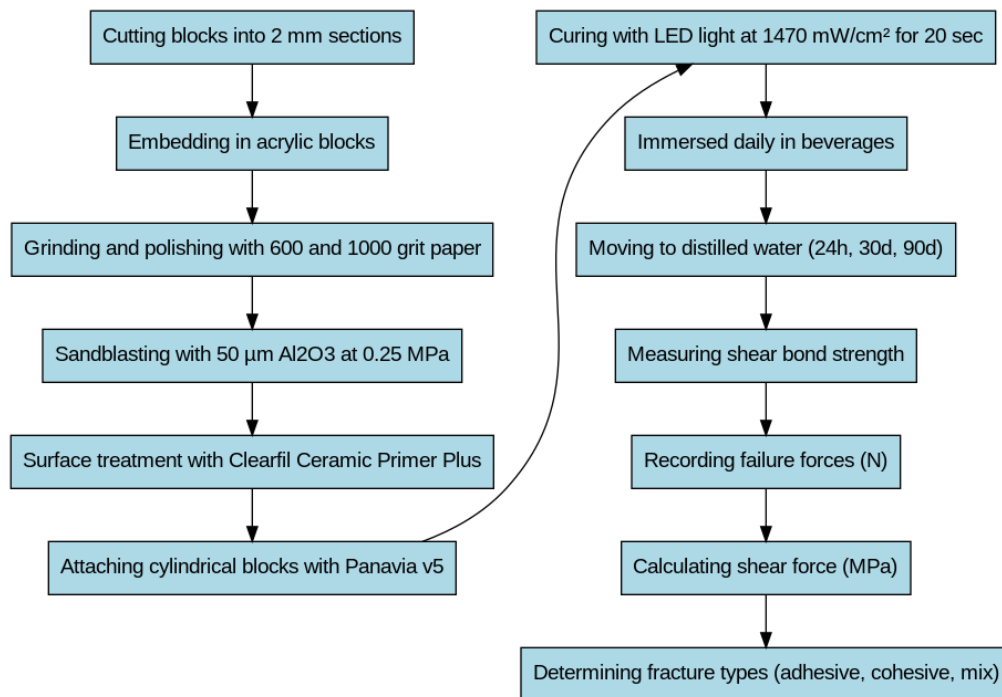 Cutting blocks into 2 mm sections
Embedding in acrylic blocks
Grinding and polishing with 600 and 1000 grit paper
Sandblasting with 50 µm Al2O3 at 0.25 MPa
Surface treatment with Clearfil Ceramic Primer Plus
Attaching cylindrical blocks with Panavia v5
Curing with LED light at 1470 mW/cm² for 20 sec
Immersed daily in beverages
Moving to distilled water (24h, 30d, 90d)
Measuring shear bond strength
Recording failure forces (N)
Calculating shear force (MPa)
Determining fracture types (adhesive, cohesive, mix)